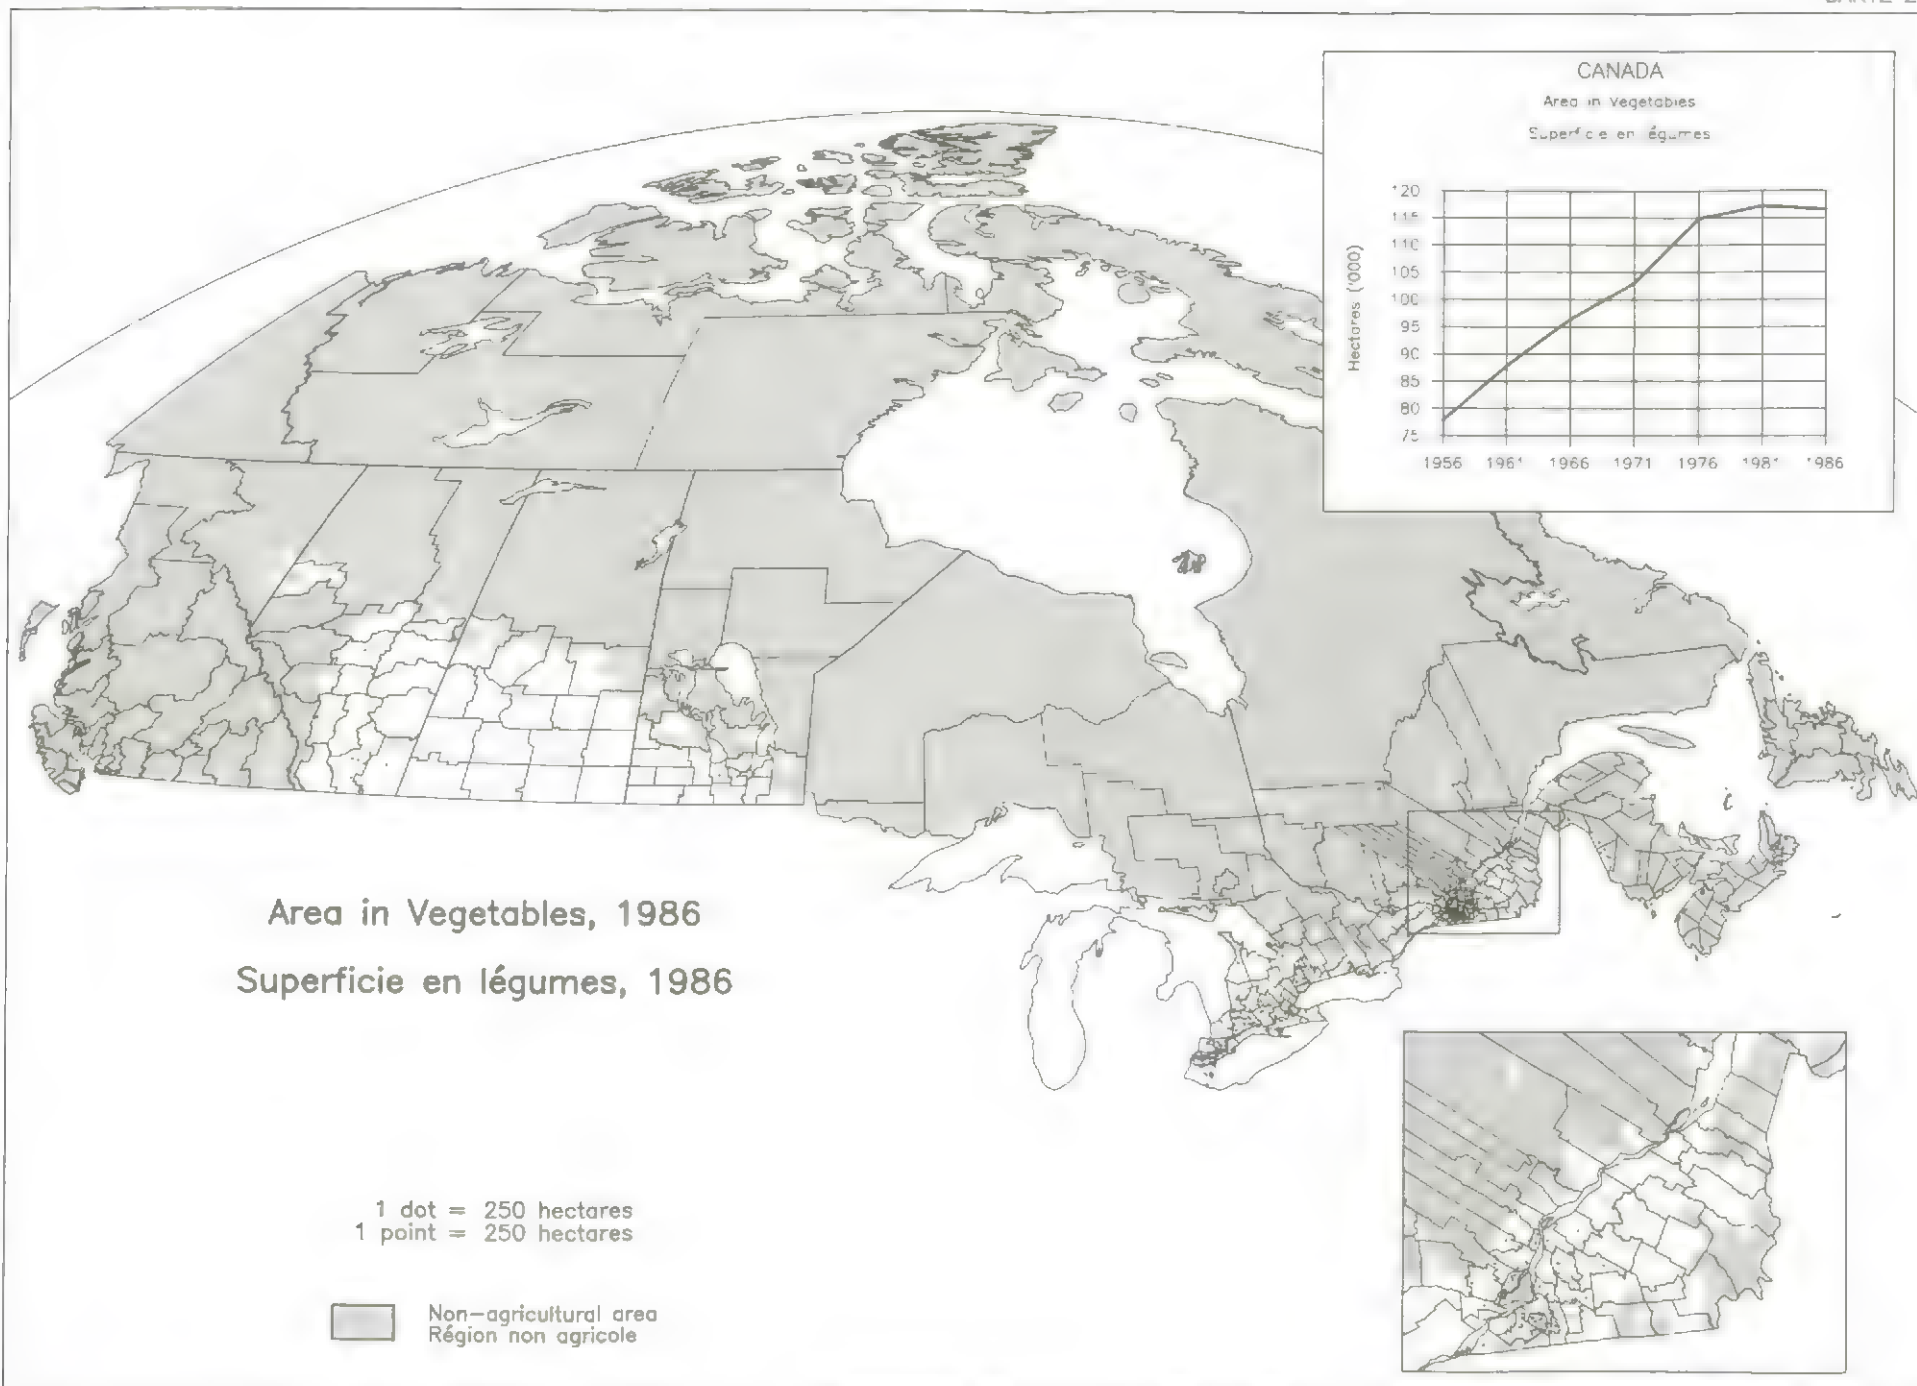 CANADA
Area in Vegetables
Superficie en légumes
Hectares ('000)
120
115
110
105
100
95
90
85
80
75
1956 1961 1966 1971 1976 1981 1986
Area in Vegetables, 1986
Superficie en légumes, 1986
1 dot = 250 hectares
1 point = 250 hectares
Non-agricultural area
Région non agricole